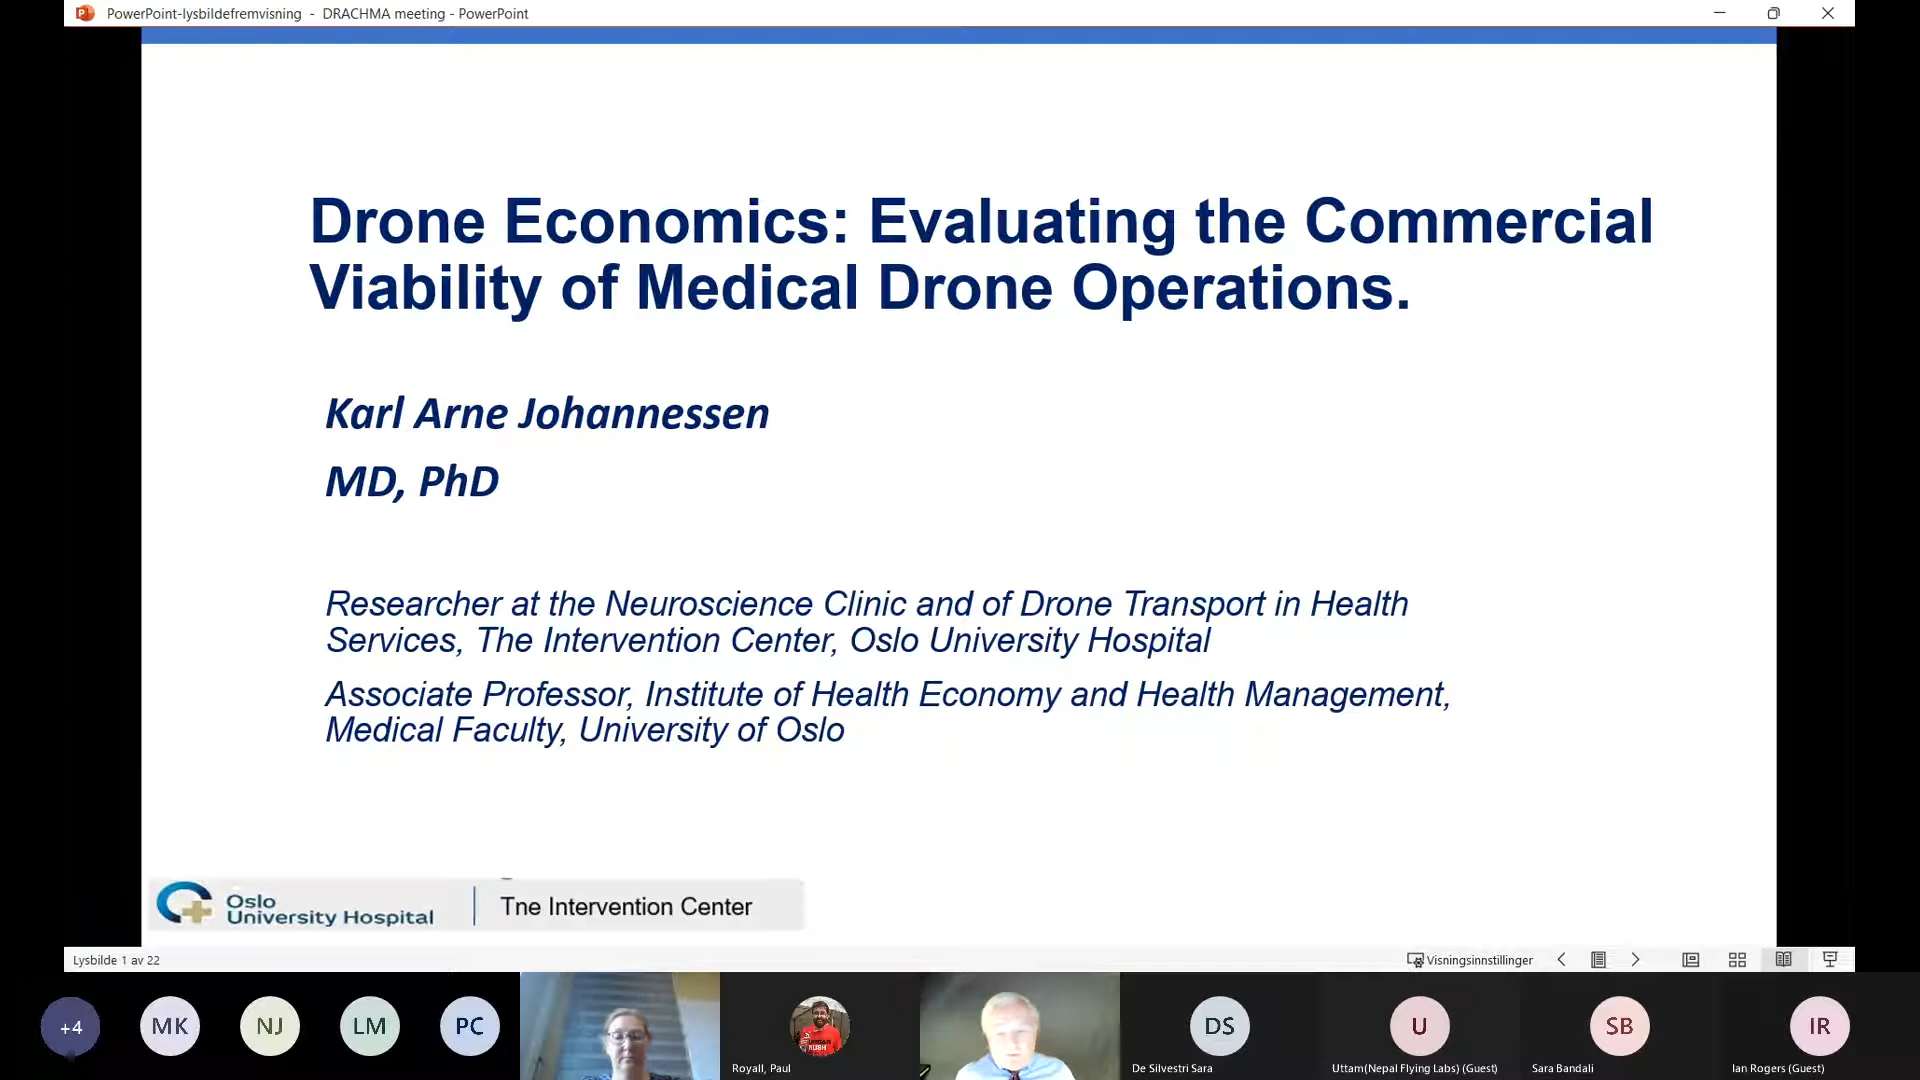 PowerPoint-lysbildefremvisning - DRACHMA meeting - PowerPoint
Drone Economics: Evaluating the Commercial
Viability of Medical Drone Operations.
Karl Arne Johannessen
MD, PhD
Researcher at the Neuroscience Clinic and of Drone Transport in Health
Services, The Intervention Center, Oslo University Hospital
Associate Professor, Institute of Health Economy and Health Management,
Medical Faculty, University of Oslo
Oslo
University Hospital
Tne Intervention Center
Lysbilde 1 av 22
Visningsinnstillinger
+4
MK
NJ
LM
PC
DS
U
SB
IR
Royall, Paul
De Silvestri Sara
Uttam(Nepal Flying Labs) (Guest)
Sara Bandali
Ian Rogers (Guest)